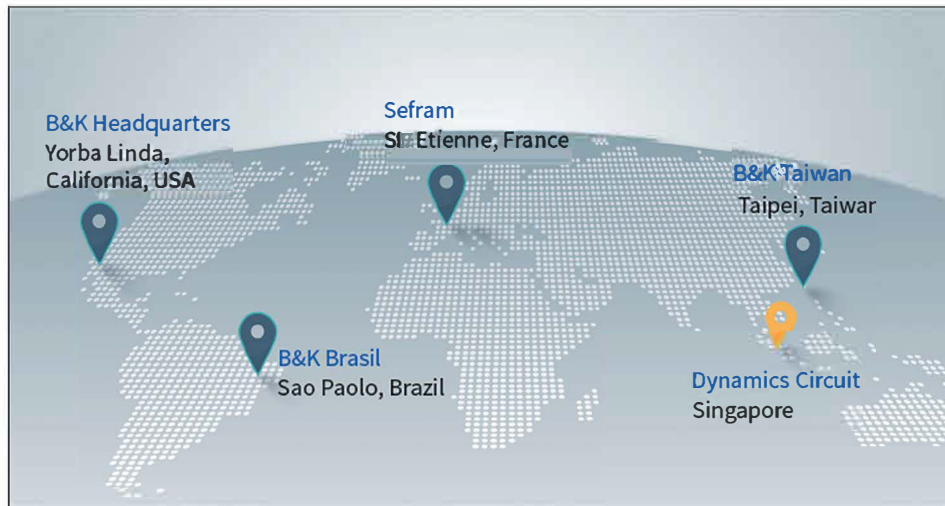 B&K Headquarters
Yorba Linda,
California, USA
Sefram
Etienne, France
B&K Taiwan
Taipei, Taiwar
B&K Brasil
Sao Paolo, Brazil
Dynamics Circuit
Singapore